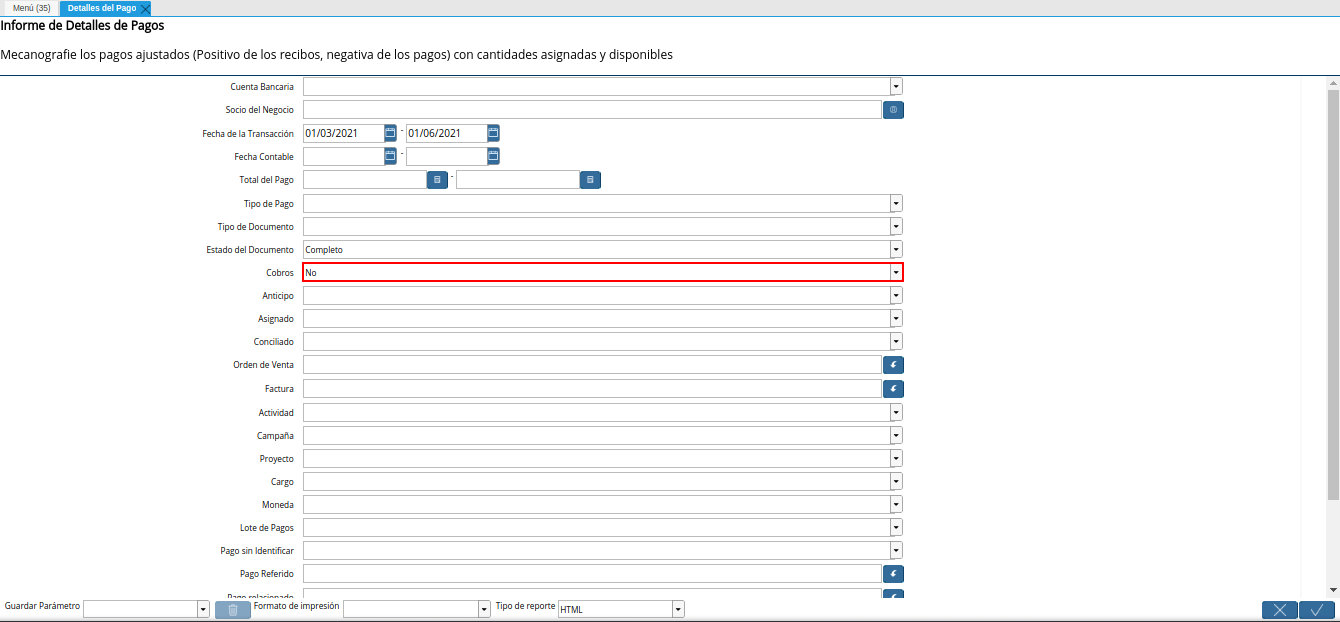 Menú (35) Detalles del Pago
Informe de Detalles de Pagos
Mecanografie los pagos ajustados (Positivo de los recibos, negativa de los pagos) con cantidades asignadas y disponibles
Cuenta Bancaria
Socio del Negocio
Fecha de la Transacción 01/03/2021 - 01/06/2021
Fecha Contable -
Total del Pago -
Tipo de Pago
Tipo de Documento
Estado del Documento Completo
Cobros No
Anticipo
Asignado
Conciliado
Orden de Venta
Factura
Actividad
Campaña
Proyecto
Cargo
Moneda
Lote de Pagos
Pago sin Identificar
Pago Referido
Pago relacionado
Guardar Parámetro Formato de impresión Tipo de reporte HTML